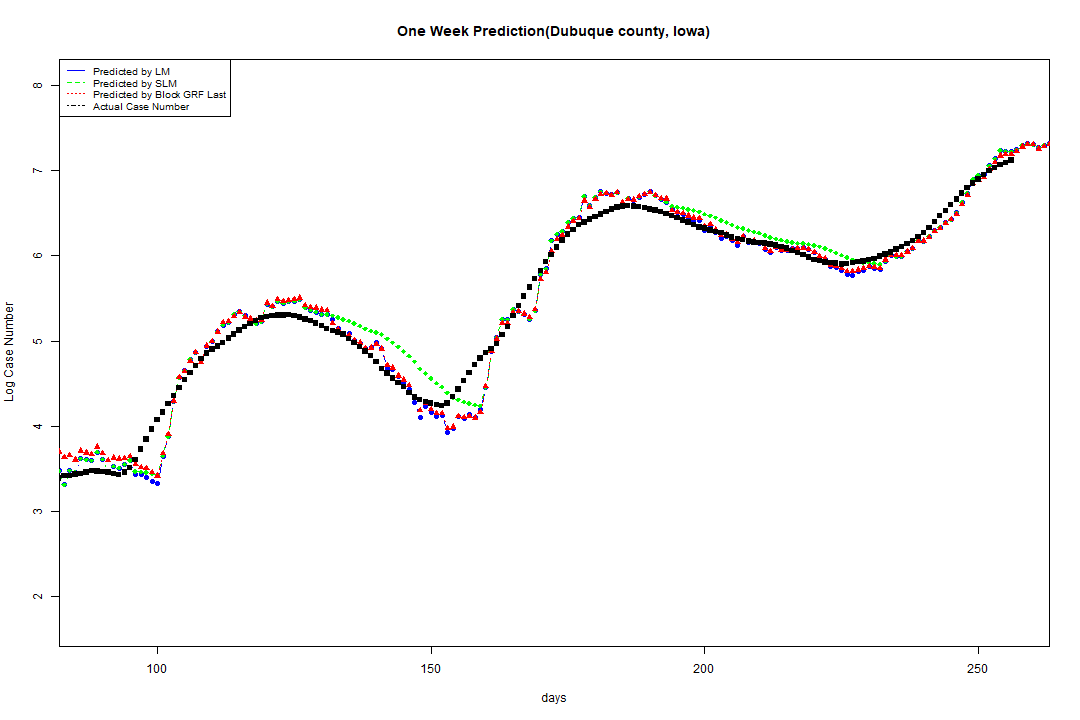 One Week Prediction(Dubuque county, Iowa)
Predicted by LM
Predicted by SLM
Predicted by Block GRF Last
Actual Case Number
8
7
6
5
4
3
2
Log Case Number
100 150 200 250
days